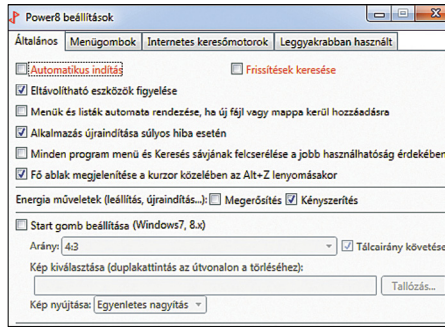 Power8 beállítások
Általános Menügombok Internetes keresőmotorok Leggyakrabban használt
Automatikus indítás Frissítések keresése
Eltávolítható eszközök figyelése
Menük és listák automata rendezése, ha új fájl vagy mappa kerül hozzáadásra
Alkalmazás újraindítása súlyos hiba esetén
Minden program menü és Keresés sávjának felcserélése a jobb használhatóság érdekében
Fő ablak megjelenítése a kurzor közelében az Alt+Z lenyomásakor
Energia műveletek (leállítás, újraindítás...): Megerősítés Kényszerítés
Start gomb beállítása (Windows7, 8.x)
Arány: 4:3 Tálcairány követése
Kép kiválasztása (duplakattintás az útvonalon a törléséhez):
Tallózás...
Kép nyújtása: Egyenletes nagyítás